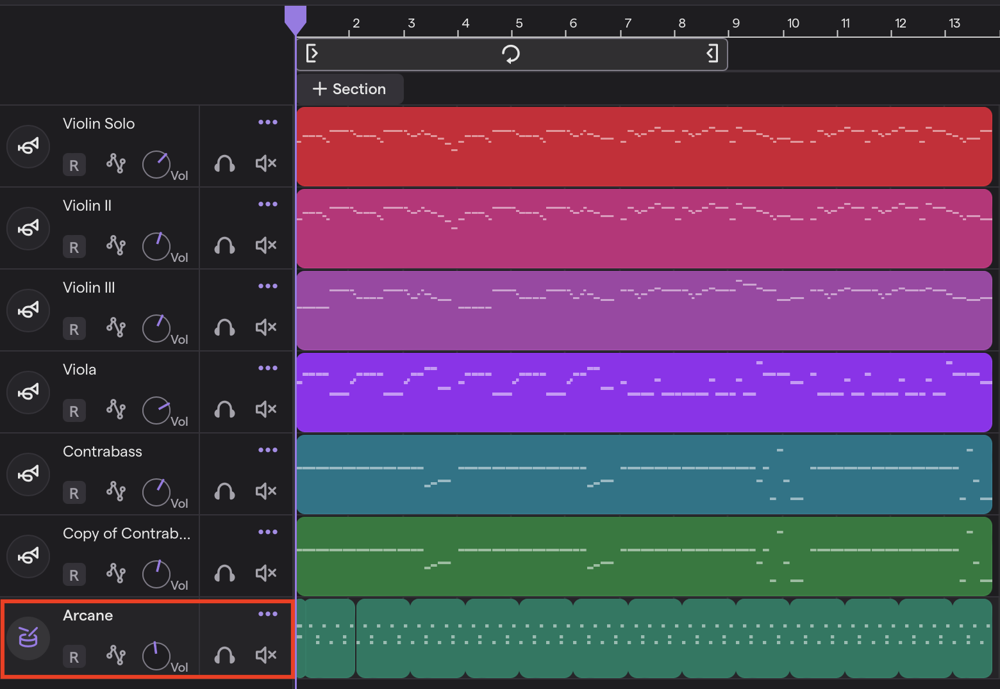 2 3 4 5 6 7 8 9 10 11 12 13
+ Section
Violin Solo
R Vol
Violin II
R Vol
Violin III
R Vol
Viola
R Vol
Contrabass
R Vol
Copy of Contrab...
R Vol
Arcane
R Vol